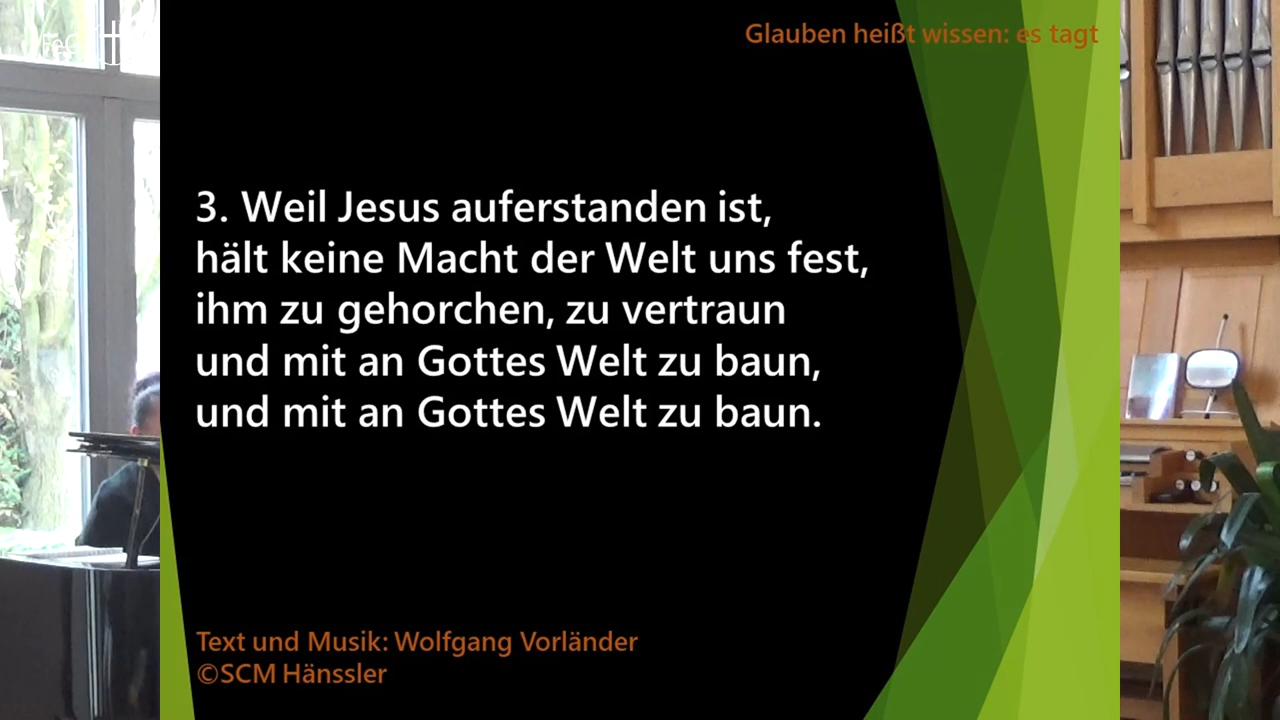 Glauben heißt wissen: es tagt
3. Weil Jesus auferstanden ist,
hält keine Macht der Welt uns fest,
ihm zu gehorchen, zu vertraun
und mit an Gottes Welt zu baun,
und mit an Gottes Welt zu baun.
Text und Musik: Wolfgang Vorländer
©SCM Hänssler